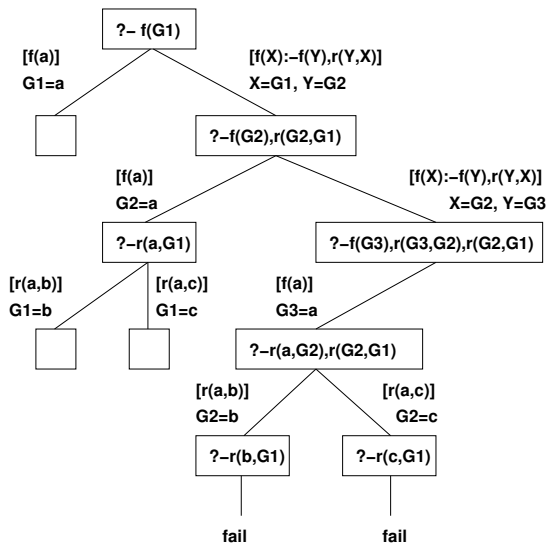 ?– f(G1)
[f(a)]
G1=a
[f(X):–f(Y),r(Y,X)]
X=G1, Y=G2
?–f(G2),r(G2,G1)
[f(a)]
G2=a
[f(X):–f(Y),r(Y,X)]
X=G2, Y=G3
?–r(a,G1)
?–f(G3),r(G3,G2),r(G2,G1)
[r(a,b)]
G1=b
[r(a,c)]
G1=c
[f(a)]
G3=a
?–r(a,G2),r(G2,G1)
[r(a,b)]
G2=b
[r(a,c)]
G2=c
?–r(b,G1)
?–r(c,G1)
fail
fail